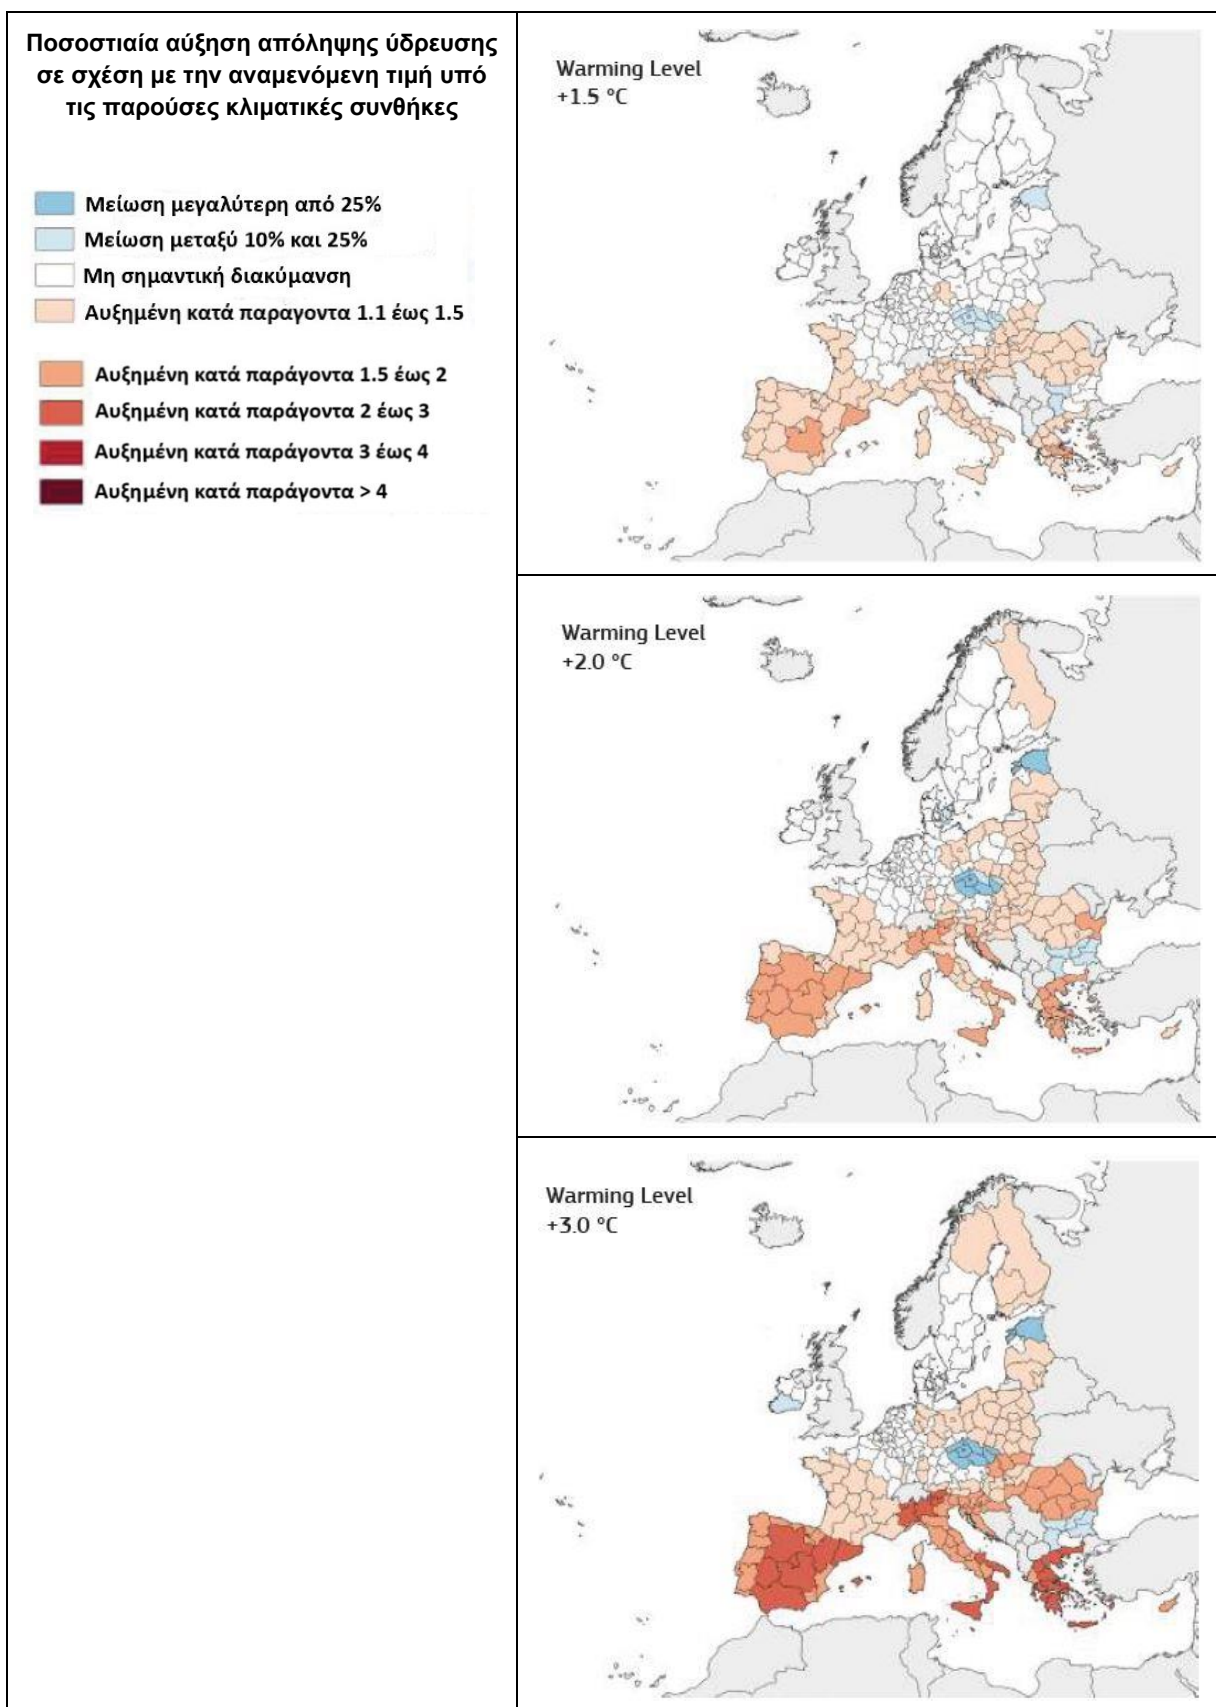 Ποσοστιαία αύξηση απόληψης ύδρευσης
σε σχέση με την αναμενόμενη τιμή υπό
τις παρούσες κλιματικές συνθήκες
Μείωση μεγαλύτερη από 25%
Μείωση μεταξύ 10% και 25%
Μη σημαντική διακύμανση
Αυξημένη κατά παράγοντα 1.1 έως 1.5
Αυξημένη κατά παράγοντα 1.5 έως 2
Αυξημένη κατά παράγοντα 2 έως 3
Αυξημένη κατά παράγοντα 3 έως 4
Αυξημένη κατά παράγοντα > 4
Warming Level
+1.5 °C
Warming Level
+2.0 °C
Warming Level
+3.0 °C